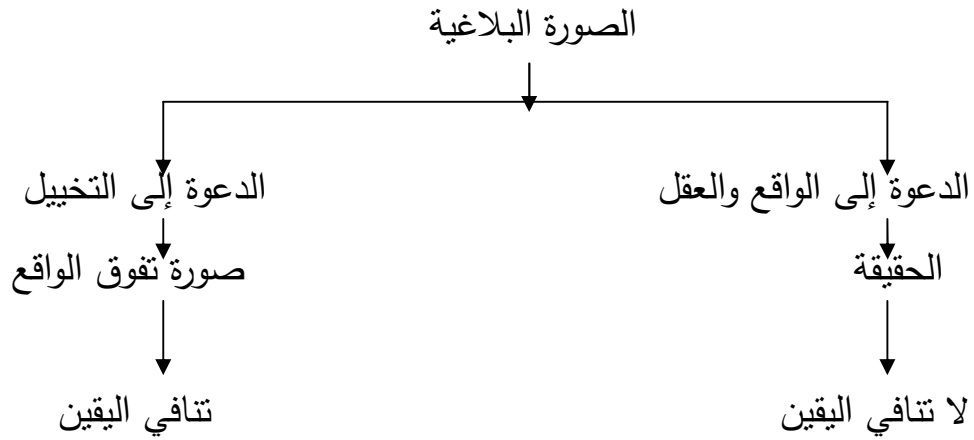 الصورة البلاغية
الدعوة إلى الواقع والعقل
الدعوة إلى التخييل
الحقيقة
صورة تفوق الواقع
لا تنافي اليقين
تنافي اليقين